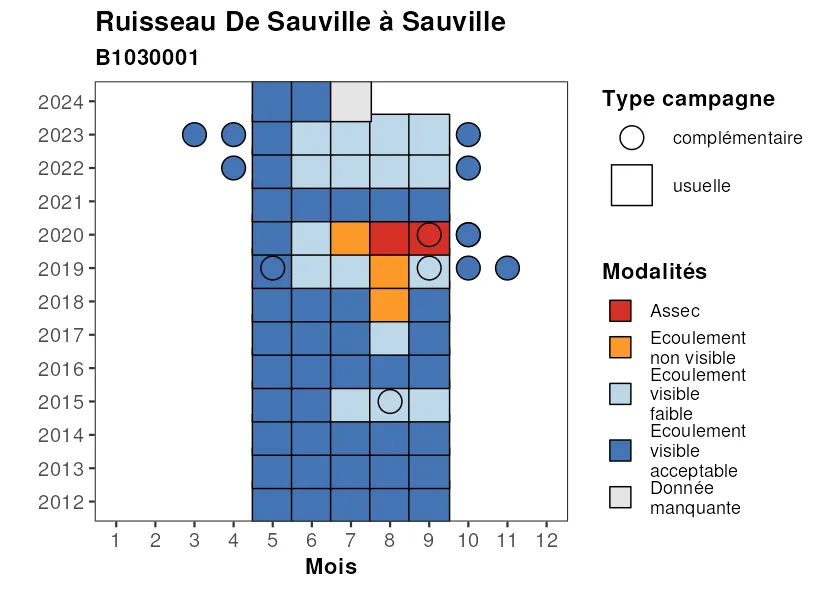 Ruisseau De Sauville à Sauville
B1030001
2024
2023
2022
2021
2020
2019
2018
2017
2016
2015
2014
2013
2012
1 2 3 4 5 6 7 8 9 10 11 12
Mois
Type campagne
complémentaire
usuelle
Modalités
Assec
Ecoulement
non visible
Ecoulement
visible
faible
Ecoulement
visible
acceptable
Donnée
manquante